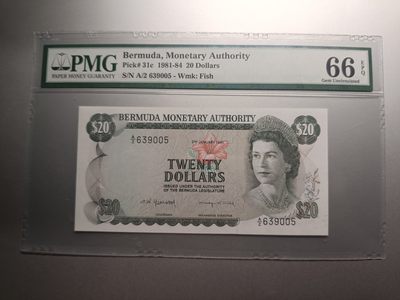 PMG
PAPER MONEY GUARANTY
Bermuda, Monetary Authority
Pick# 31c 1981-84 20 Dollars
S/N A/2 639005 - Wmk: Fish
66 EPQ
Gem Uncirculated
BERMUDA MONETARY AUTHORITY
$20
$20
A/2 639005
TWENTY
DOLLARS
ISSUED UNDER THE AUTHORITY
OF THE BERMUDA LEGISLATURE
A/2 639005
$20
$20